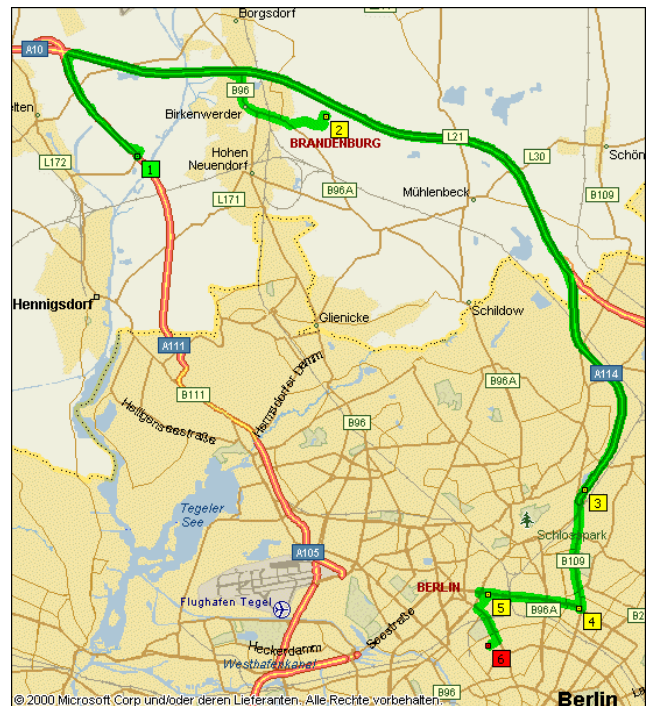 Borgsdorf
A10
B96
Birkenwerder
2
BRANDENBURG
L21
L30
L172
Hohen
Neuendorf
1
B96A
Mühlenbeck
B109
L171
Hennigsdorf
Glienicke
Schildow
A111
B111
Hermsdorfer Damm
Heiligenseestraße
B96
B96A
A114
Tegeler
See
3
Schlosspark
A105
B109
BERLIN
5
B96A
4
Flughafen Tegel
Seestraße
Heckerdamm
Westhafenkanal
6
B96
Berlin
© 2000 Microsoft Corp und/oder deren Lieferanten. Alle Rechte vorbehalten.